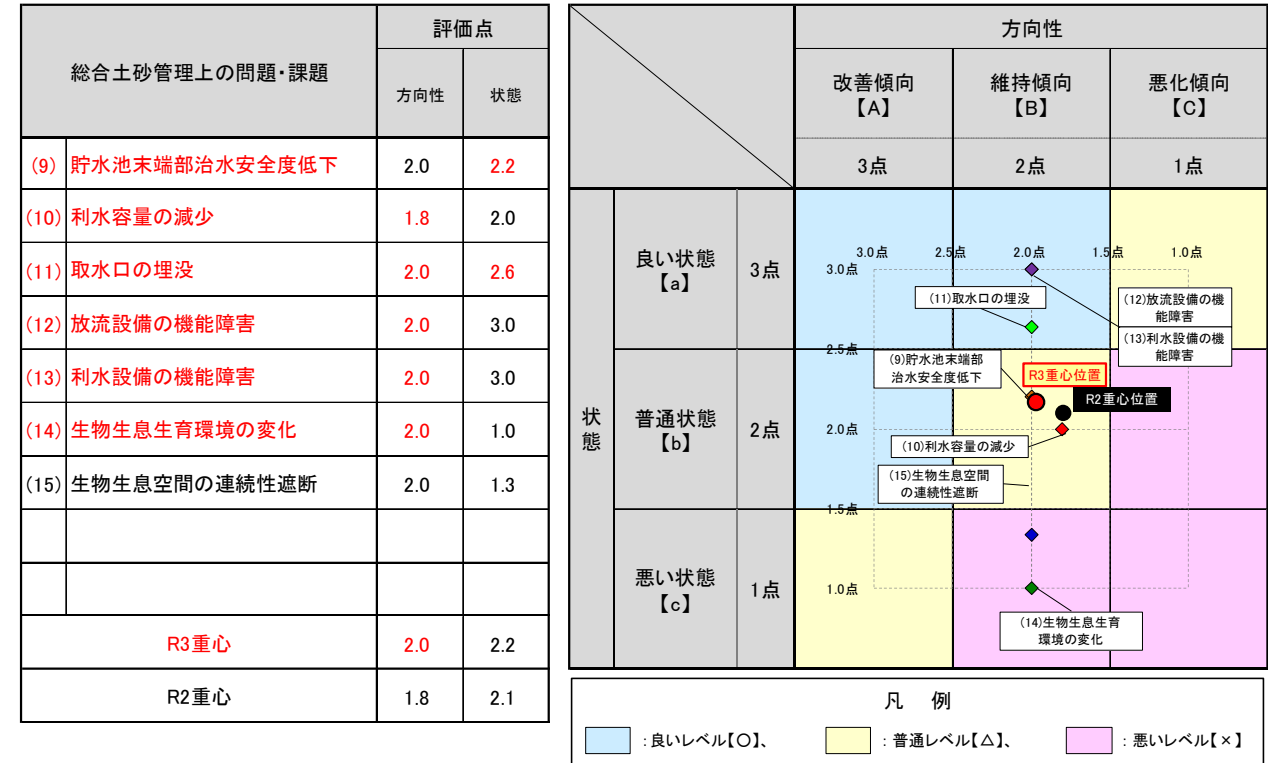 総合土砂管理上の問題・課題
評価点
方向性
状態
(9) 貯水池末端部治水安全度低下 2.0 2.2
(10) 利水容量の減少 1.8 2.0
(11) 取水口の埋没 2.0 2.6
(12) 放流設備の機能障害 2.0 3.0
(13) 利水設備の機能障害 2.0 3.0
(14) 生物生息生育環境の変化 2.0 1.0
(15) 生物生息空間の連続性遮断 2.0 1.3
R3重心 2.0 2.2
R2重心 1.8 2.1
方向性
改善傾向
【A】
維持傾向
【B】
悪化傾向
【C】
3点
2点
1点
状態
良い状態
【a】
3点
普通状態
【b】
2点
悪い状態
【c】
1点
3.0点 2.5点 2.0点 1.5点 1.0点
3.0点
2.5点
2.0点
1.5点
1.0点
(11)取水口の埋没
(12)放流設備の機
能障害
(13)利水設備の機
能障害
(9)貯水池末端部
治水安全度低下
R3重心位置
R2重心位置
(10)利水容量の減少
(15)生物生息空間
の連続性遮断
(14)生物生息生育
環境の変化
凡 例
:良いレベル【〇】、 :普通レベル【△】、 :悪いレベル【×】